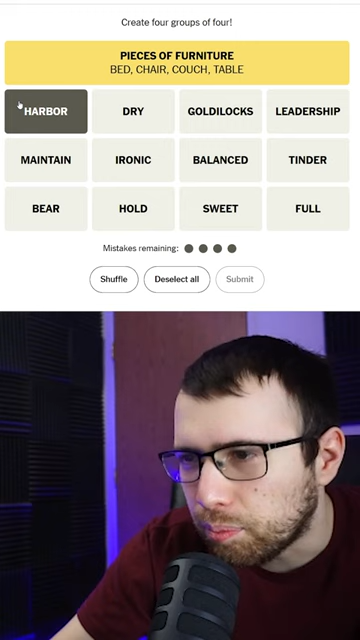 Create four groups of four!
PIECES OF FURNITURE
BED, CHAIR, COUCH, TABLE
HARBOR DRY GOLDILOCKS LEADERSHIP
MAINTAIN IRONIC BALANCED TINDER
BEAR HOLD SWEET FULL
Mistakes remaining:
Shuffle Deselect all Submit